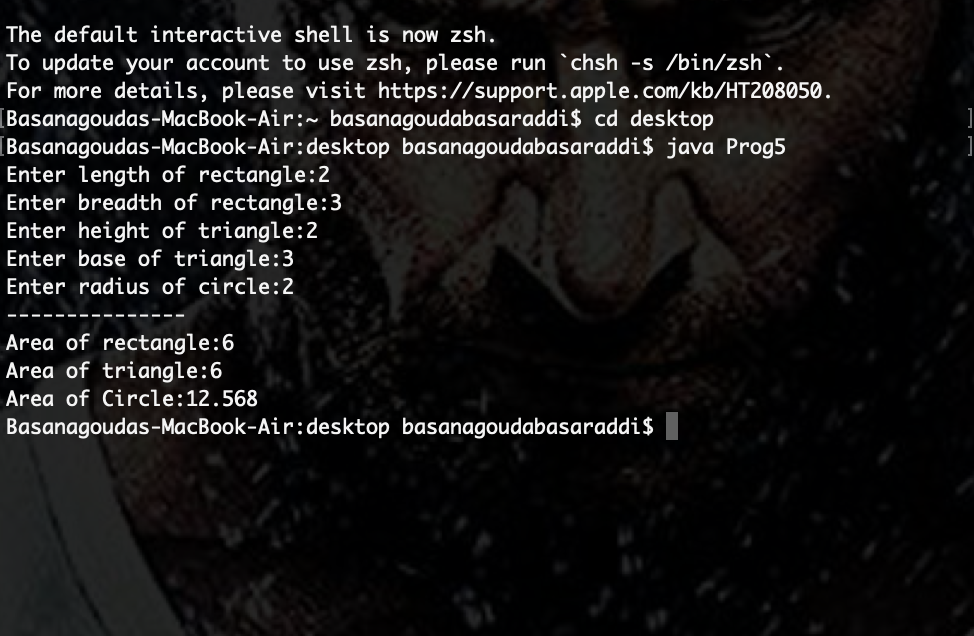 The default interactive shell is now zsh.
To update your account to use zsh, please run `chsh -s /bin/zsh`.
For more details, please visit https://support.apple.com/kb/HT208050.
[Basanagoudas-MacBook-Air:~ basanagoudabasaraddi$ cd desktop ]
[Basanagoudas-MacBook-Air:desktop basanagoudabasaraddi$ java Prog5 ]
Enter length of rectangle:2
Enter breadth of rectangle:3
Enter height of triangle:2
Enter base of triangle:3
Enter radius of circle:2
---------------
Area of rectangle:6
Area of triangle:6
Area of Circle:12.568
Basanagoudas-MacBook-Air:desktop basanagoudabasaraddi$